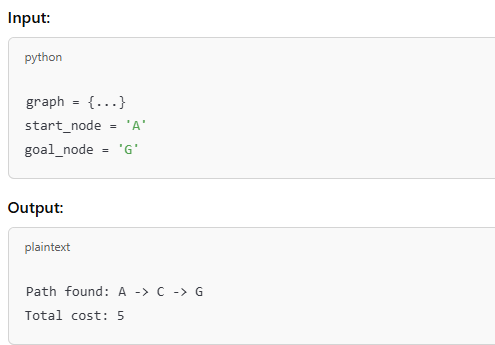 Input:
python
graph = {...}
start_node = 'A'
goal_node = 'G'
Output:
plaintext
Path found: A -> C -> G
Total cost: 5